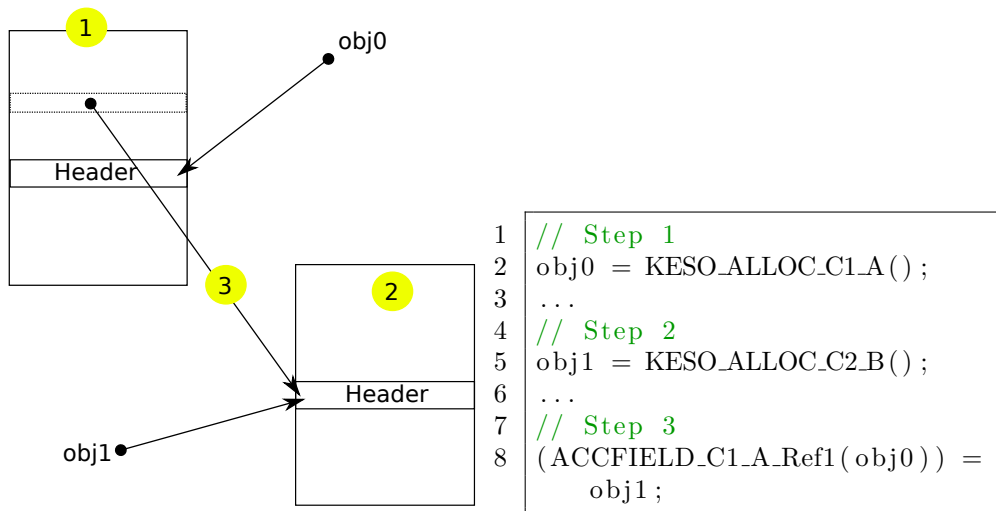 1
obj0
Header
3
2
Header
obj1
1 // Step 1
2 obj0 = KESO_ALLOC_C1_A();
3 ...
4 // Step 2
5 obj1 = KESO_ALLOC_C2_B();
6 ...
7 // Step 3
8 (ACCFIELD_C1_A_Ref1(obj0)) =
obj1;